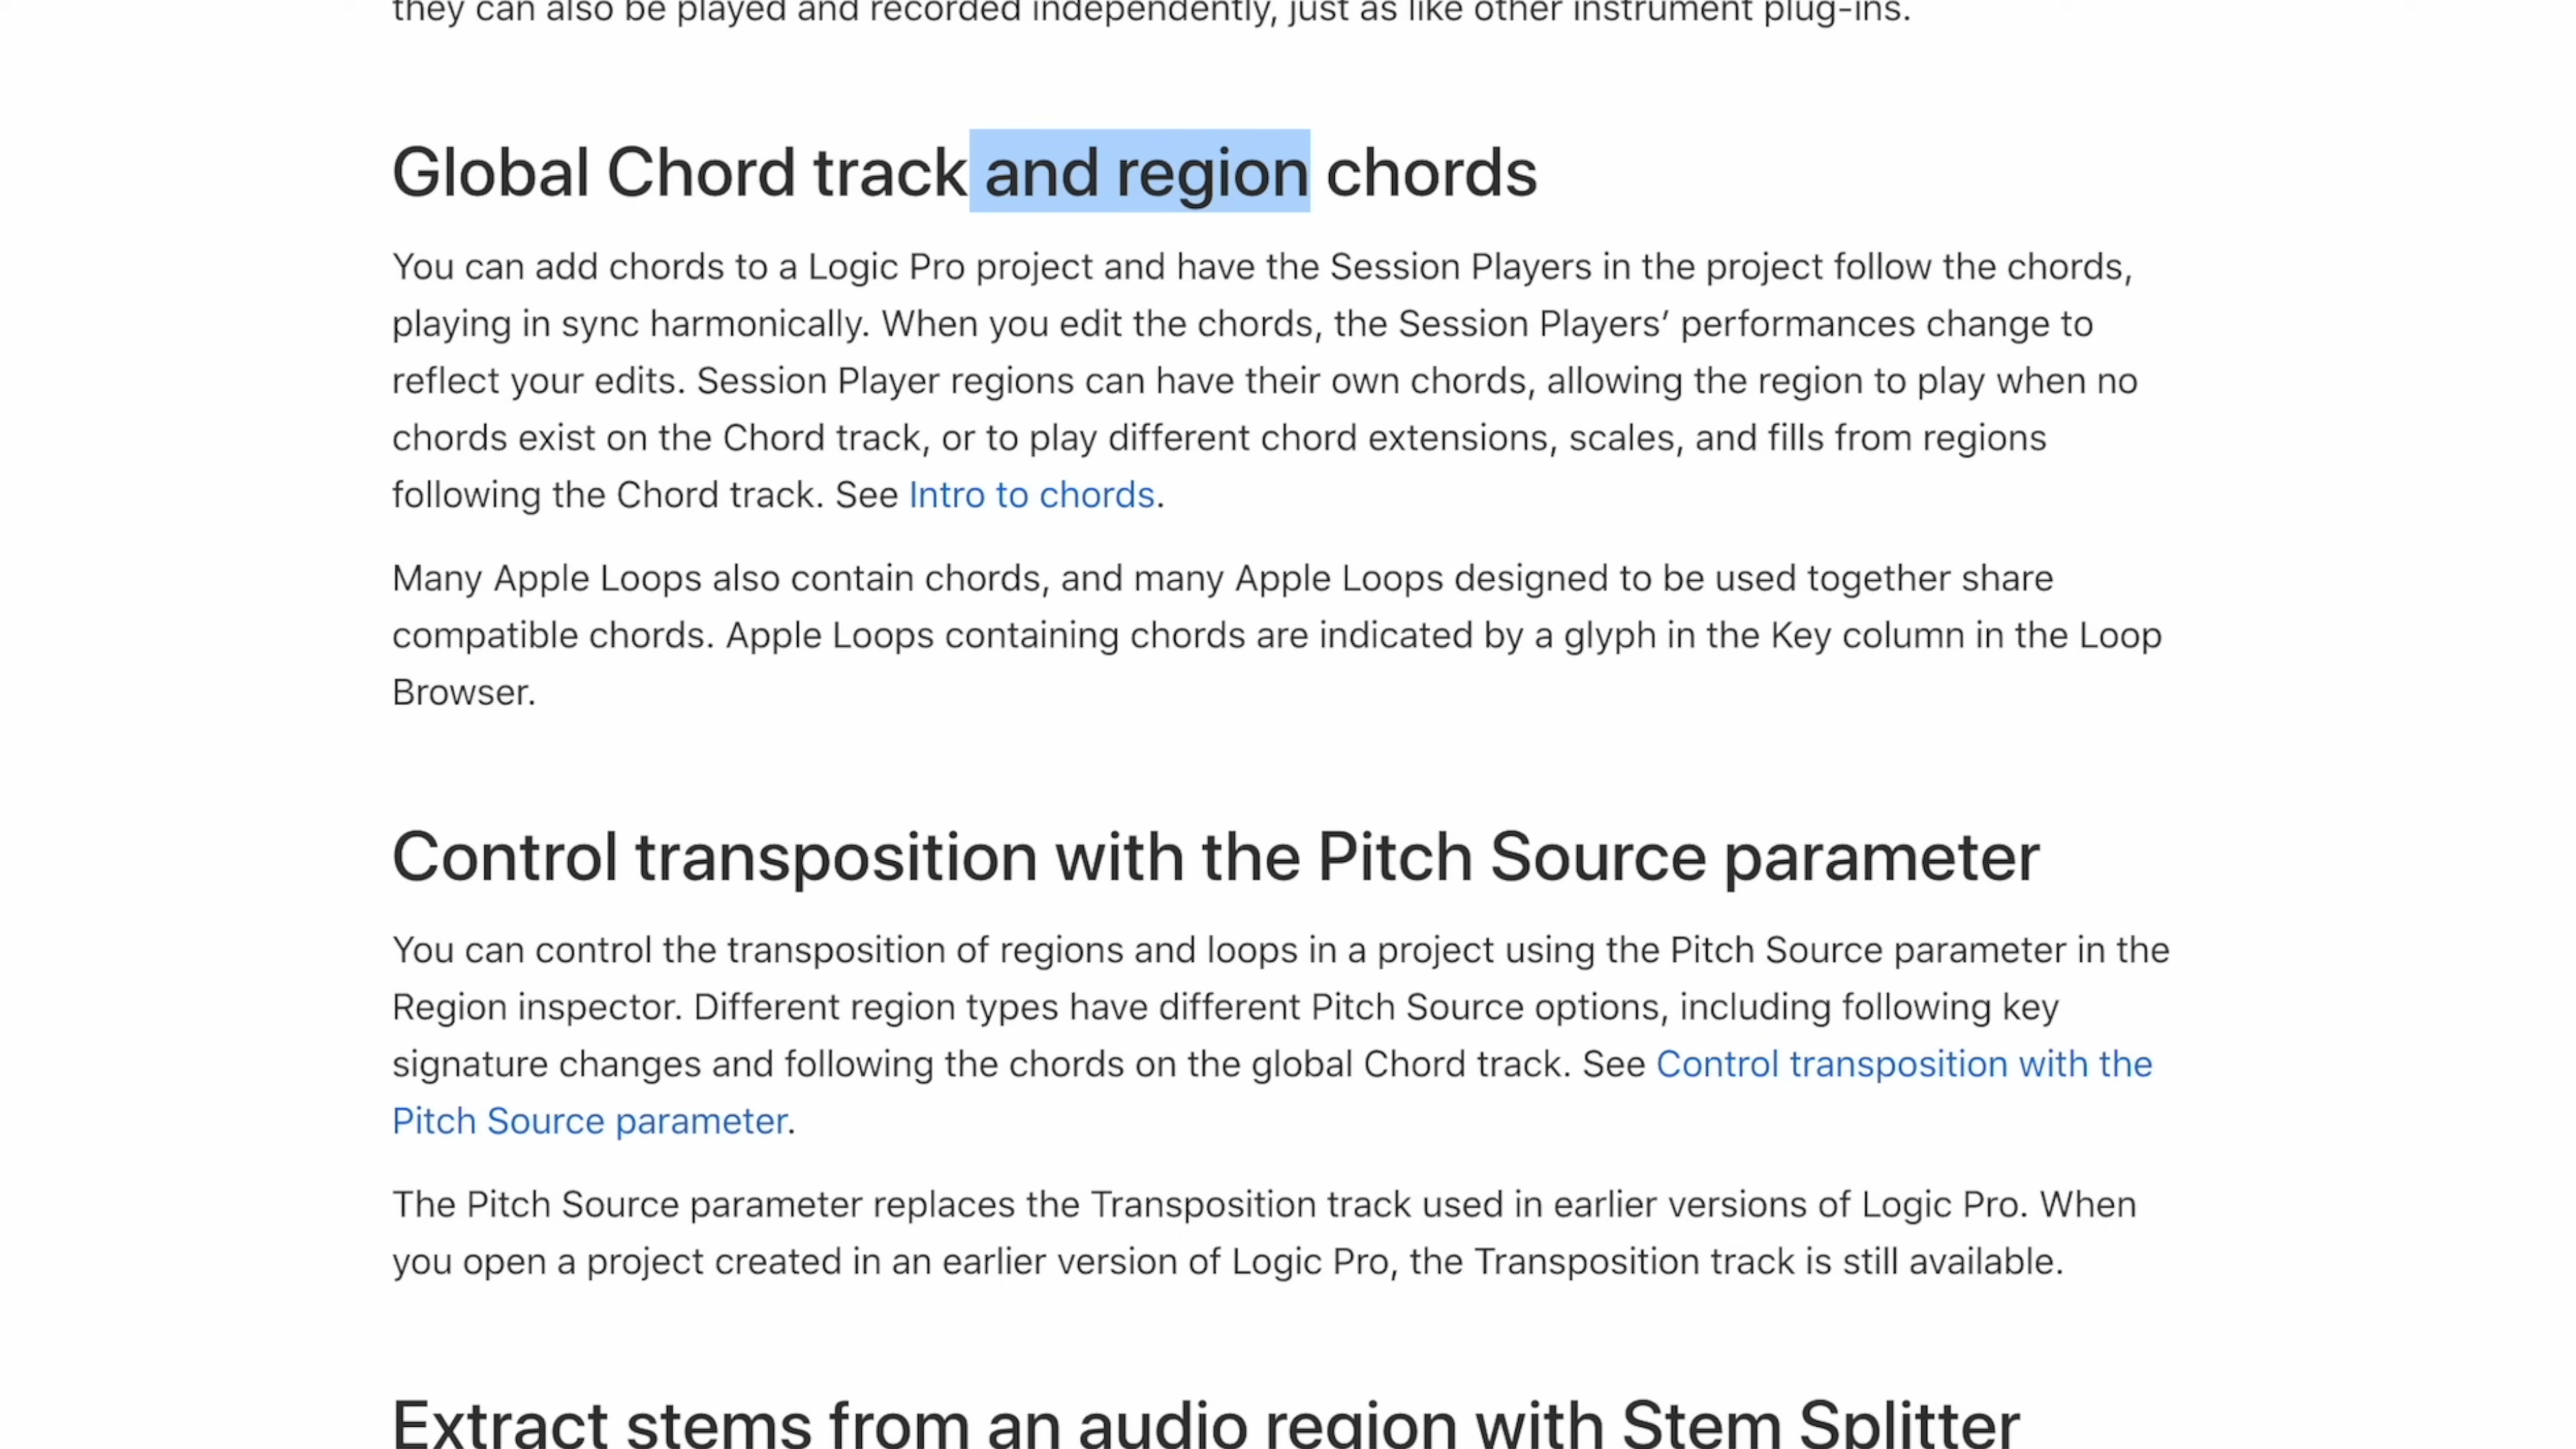 they can also be played and recorded independently, just as like other instrument plug-ins.
Global Chord track and region chords
You can add chords to a Logic Pro project and have the Session Players in the project follow the chords,
playing in sync harmonically. When you edit the chords, the Session Players’ performances change to
reflect your edits. Session Player regions can have their own chords, allowing the region to play when no
chords exist on the Chord track, or to play different chord extensions, scales, and fills from regions
following the Chord track. See Intro to chords.
Many Apple Loops also contain chords, and many Apple Loops designed to be used together share
compatible chords. Apple Loops containing chords are indicated by a glyph in the Key column in the Loop
Browser.
Control transposition with the Pitch Source parameter
You can control the transposition of regions and loops in a project using the Pitch Source parameter in the
Region inspector. Different region types have different Pitch Source options, including following key
signature changes and following the chords on the global Chord track. See Control transposition with the
Pitch Source parameter.
The Pitch Source parameter replaces the Transposition track used in earlier versions of Logic Pro. When
you open a project created in an earlier version of Logic Pro, the Transposition track is still available.
Extract stems from an audio region with Stem Splitter